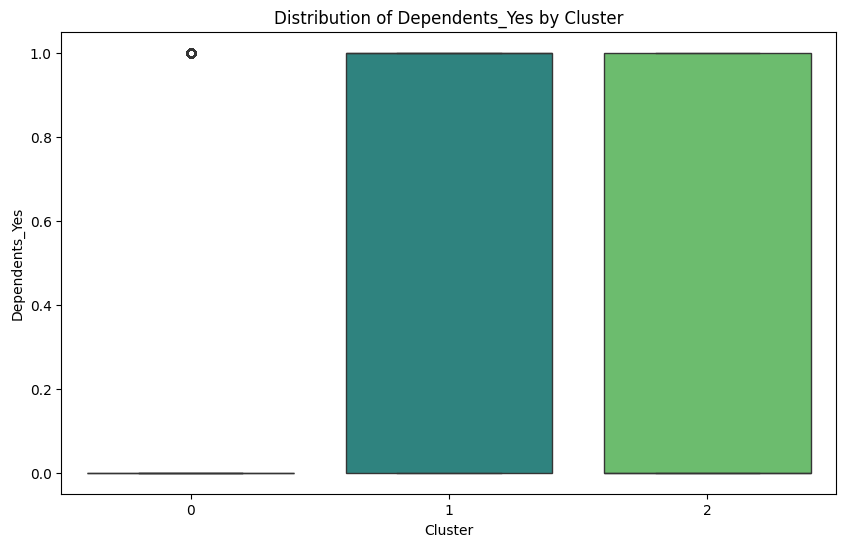 Distribution of Dependents_Yes by Cluster
1.0
0.8
0.6
0.4
0.2
0.0
Dependents_Yes
0 1 2
Cluster